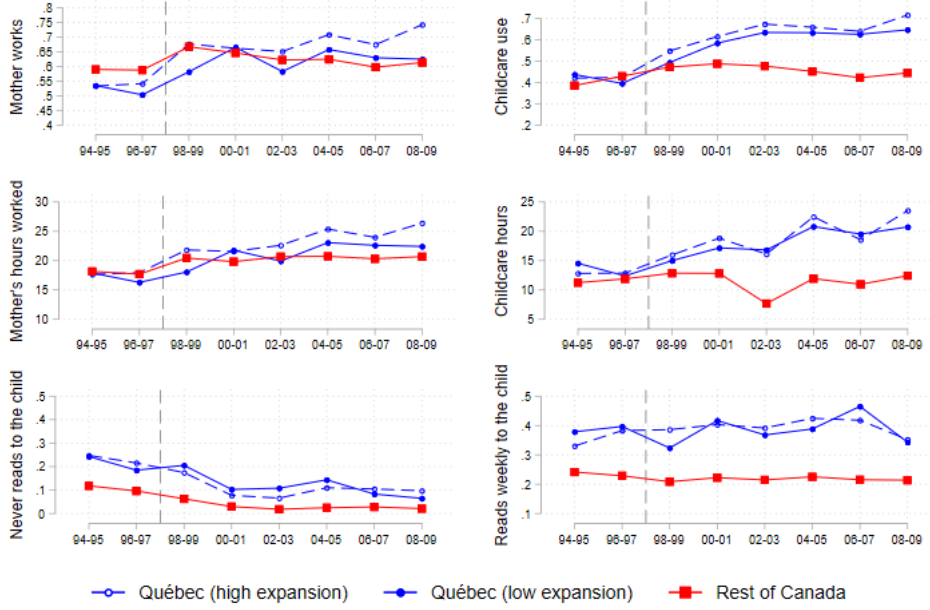 Mother works
.8
.75
.7
.65
.6
.55
.5
.45
.4
94-95 96-97 98-99 00-01 02-03 04-05 06-07 08-09
Childcare use
.7
.6
.5
.4
.3
.2
94-95 96-97 98-99 00-01 02-03 04-05 06-07 08-09
Mother's hours worked
30
25
20
15
10
94-95 96-97 98-99 00-01 02-03 04-05 06-07 08-09
Childcare hours
25
20
15
10
5
94-95 96-97 98-99 00-01 02-03 04-05 06-07 08-09
Never reads to the child
.5
.4
.3
.2
.1
0
94-95 96-97 98-99 00-01 02-03 04-05 06-07 08-09
Reads weekly to the child
.5
.4
.3
.2
.1
94-95 96-97 98-99 00-01 02-03 04-05 06-07 08-09
Québec (high expansion) Québec (low expansion) Rest of Canada